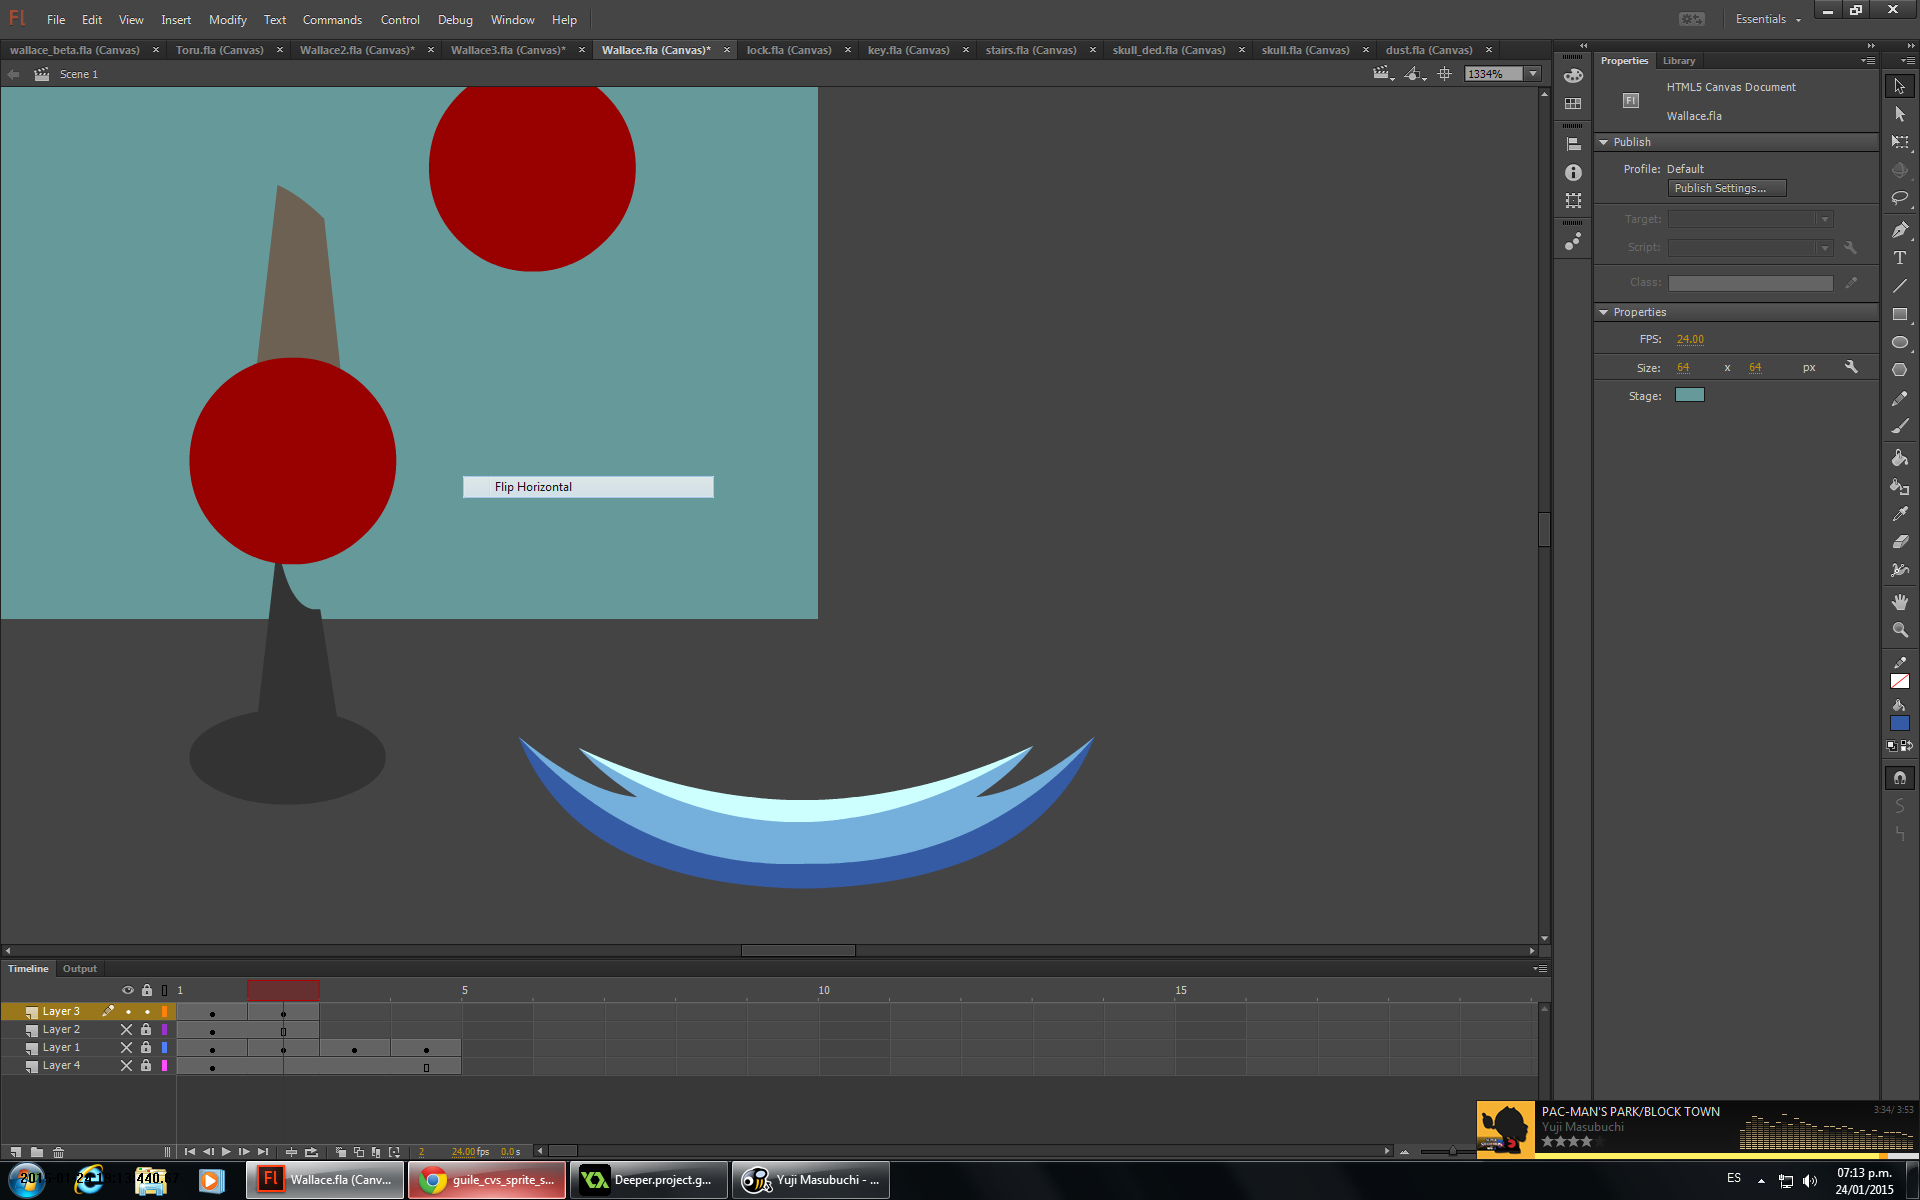 Fl File Edit View Insert Modify Text Commands Control Debug Window Help Essentials
wallace_beta.fla (Canvas) × Toru.fla (Canvas) × Wallace2.fla (Canvas)* × Wallace3.fla (Canvas)* × Wallace.fla (Canvas)* × lock.fla (Canvas) × key.fla (Canvas) × stairs.fla (Canvas) × skull_ded.fla (Canvas) × skull.fla (Canvas) × dust.fla (Canvas) ×
Scene 1 1334%
Properties Library
HTML5 Canvas Document
Fl
Wallace.fla
Publish
Profile: Default
Publish Settings...
Target:
Script:
Class:
Properties
FPS: 24.00
Size: 64 x 64 px
Stage:
Flip Horizontal
Timeline Output
1 5 10 15
Layer 3
Layer 2
Layer 1
Layer 4
2 24.00 fps 0.0 s
PAC-MAN'S PARK/BLOCK TOWN 3:34/ 3:53
Yuji Masubuchi
Wallace.fla (Canv... guile_cvs_sprite_s... Deeper.project.g... Yuji Masubuchi - ... ES
07:13 p.m.
24/01/2015